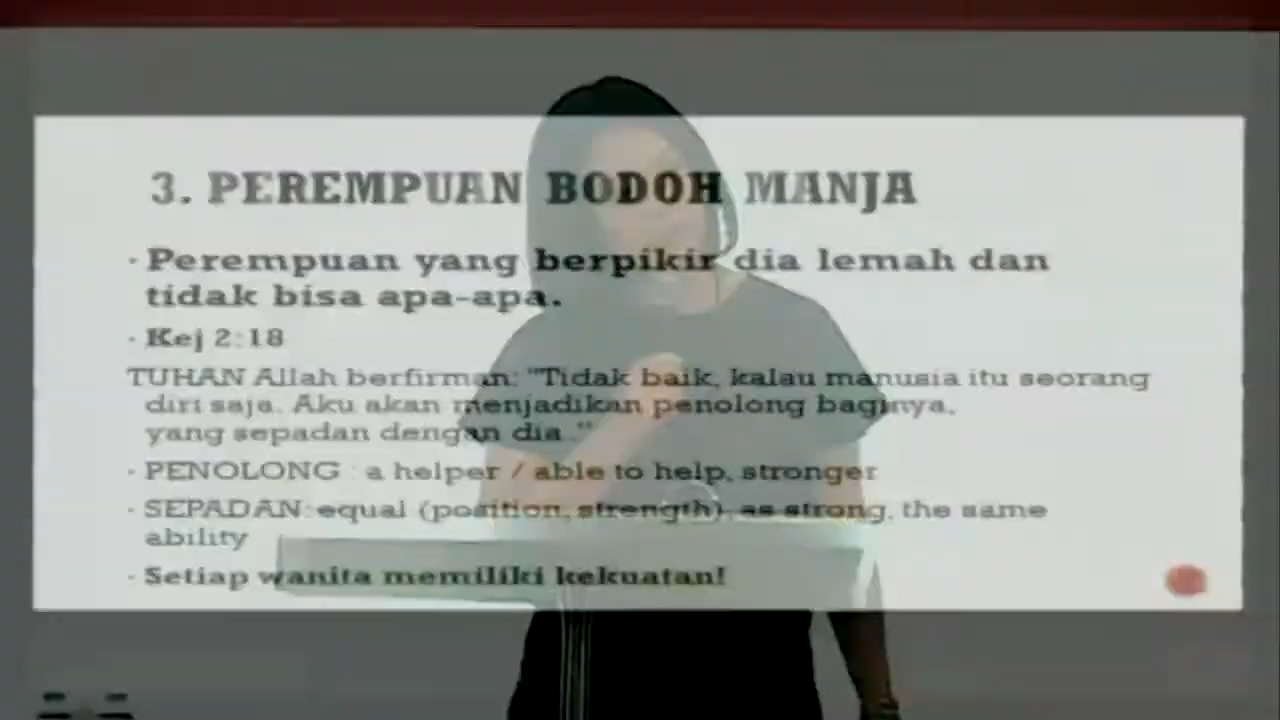 3. PEREMPUAN BODOH MANJA
· Perempuan yang berpikir dia lemah dan
tidak bisa apa-apa.
· Kej 2:18
TUHAN Allah berfirman: "Tidak baik, kalau manusia itu seorang
diri saja. Aku akan menjadikan penolong baginya,
yang sepadan dengan dia."
· PENOLONG : a helper / able to help, stronger
· SEPADAN: equal (position, strength), as strong, the same
ability
· Setiap wanita memiliki kekuatan!